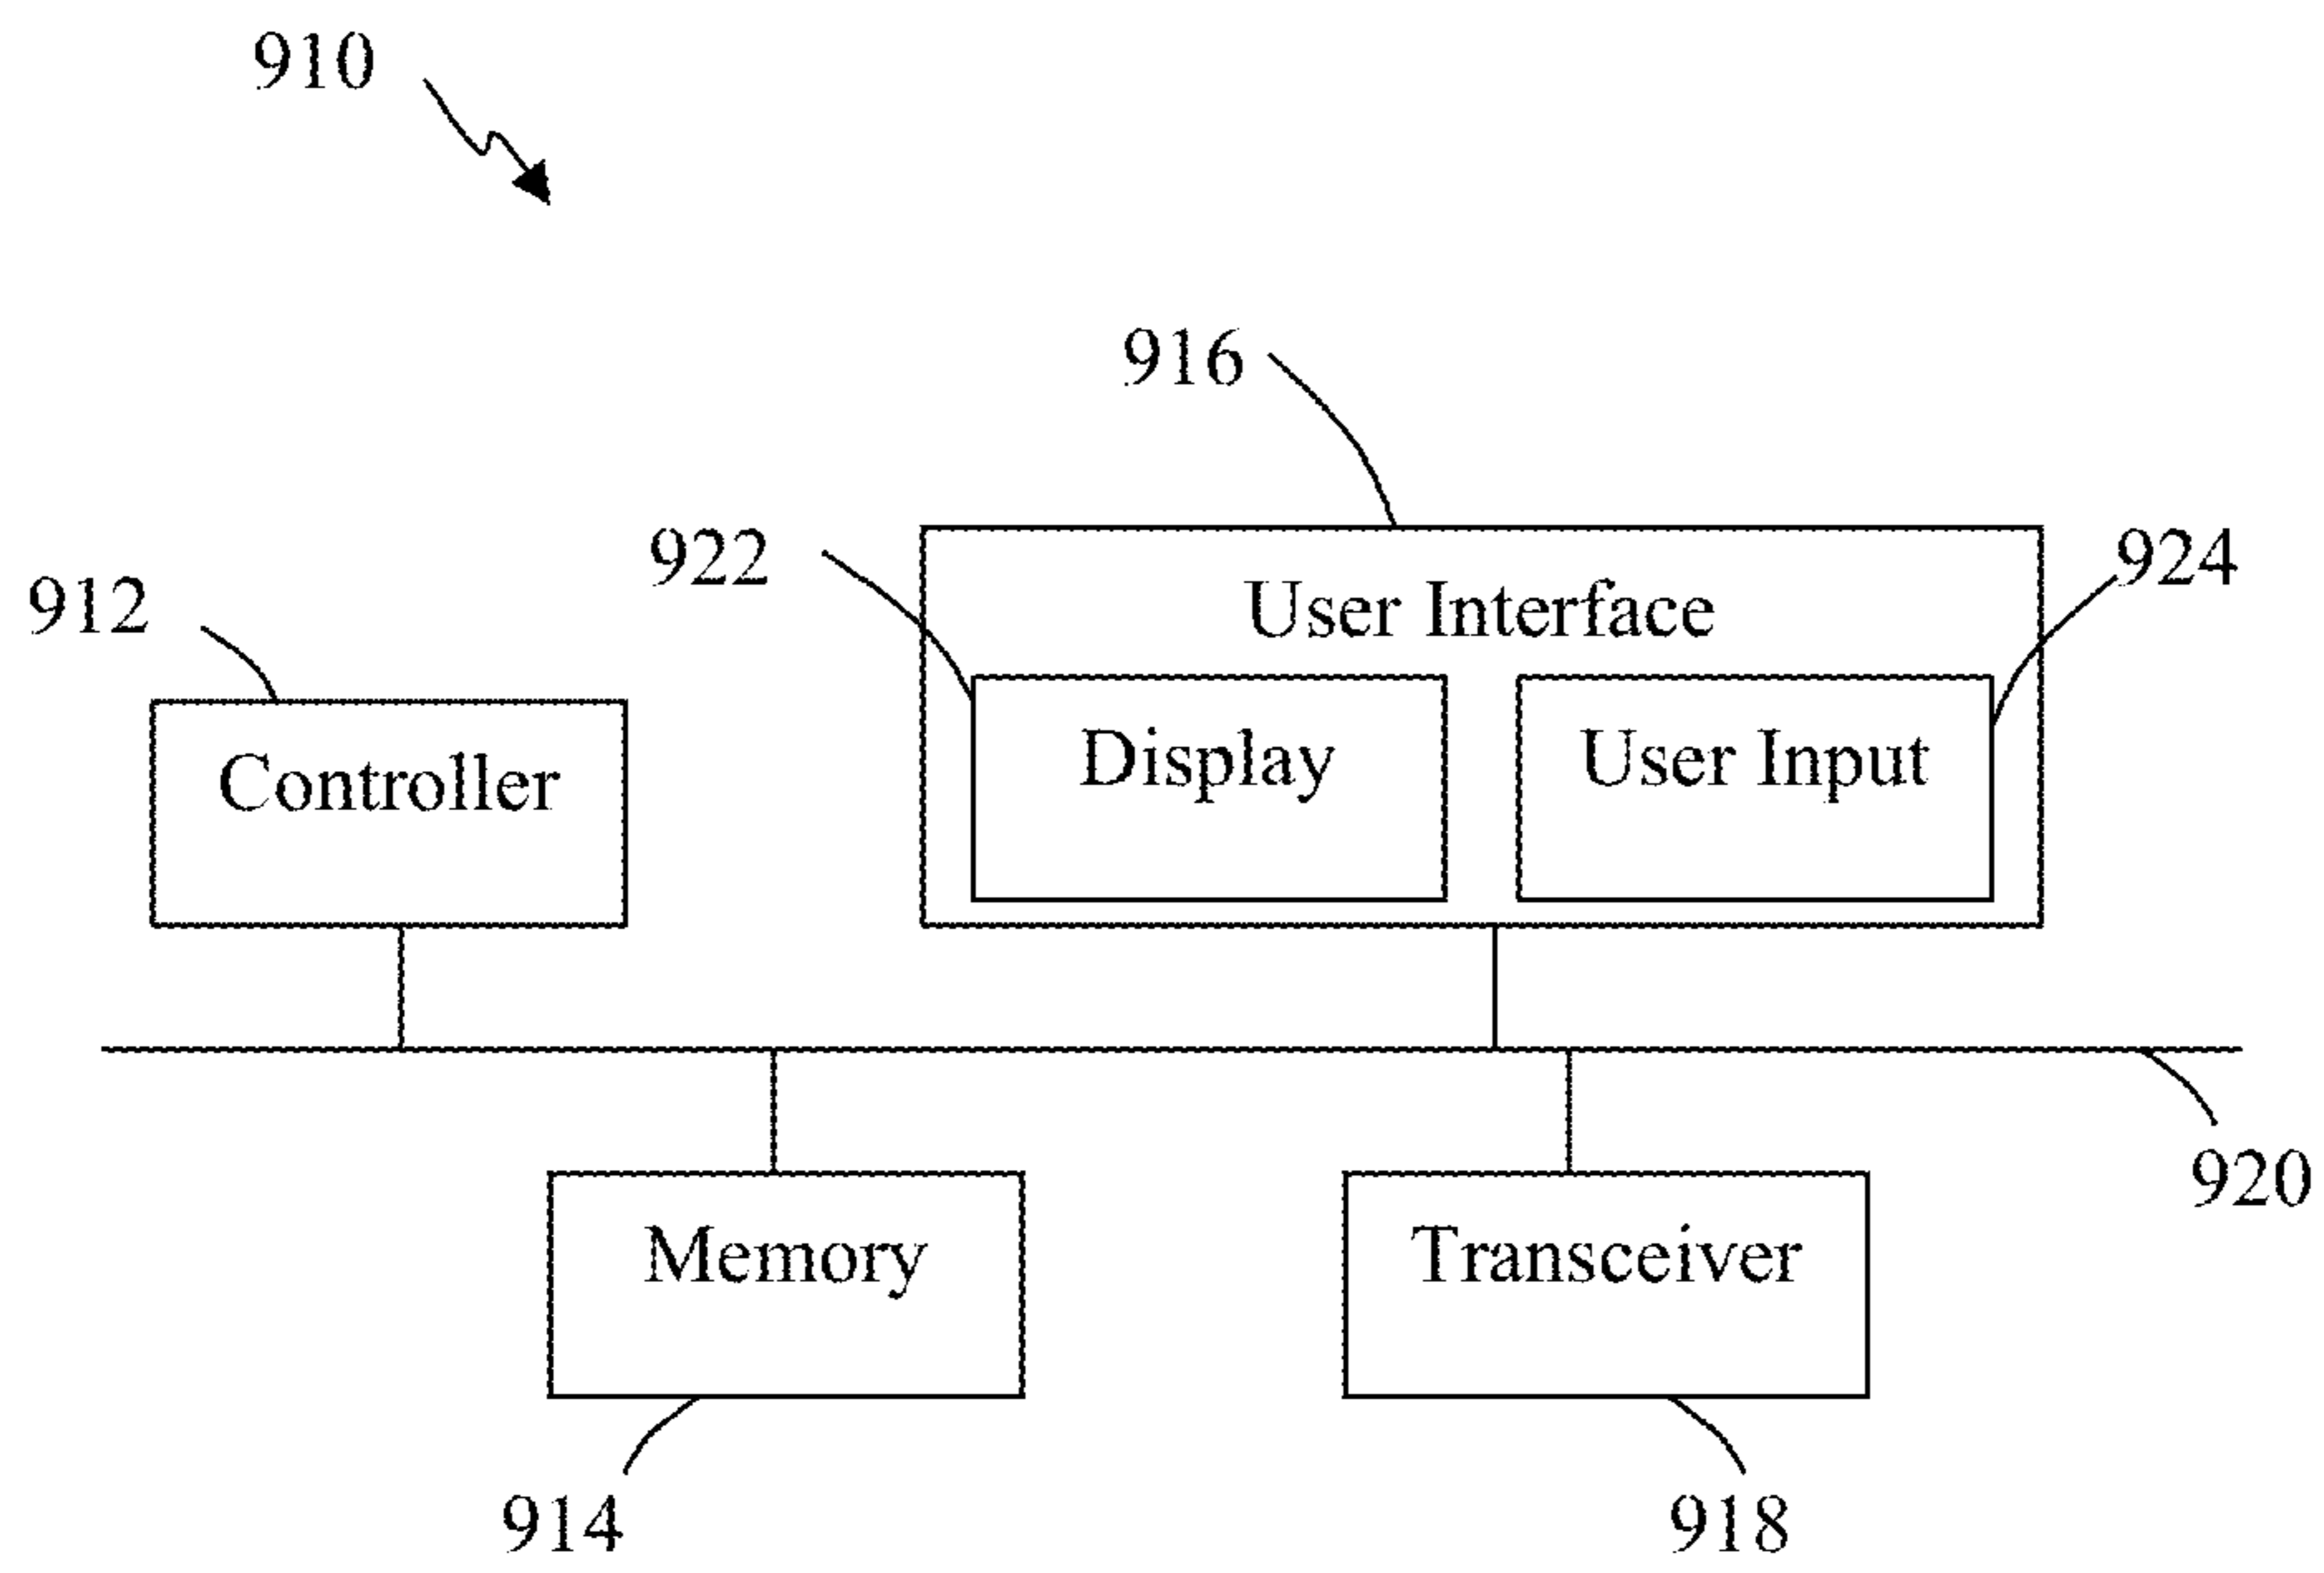 910
916
922
924
912
User Interface
Display
User Input
Controller
920
Memory
Transceiver
914
918